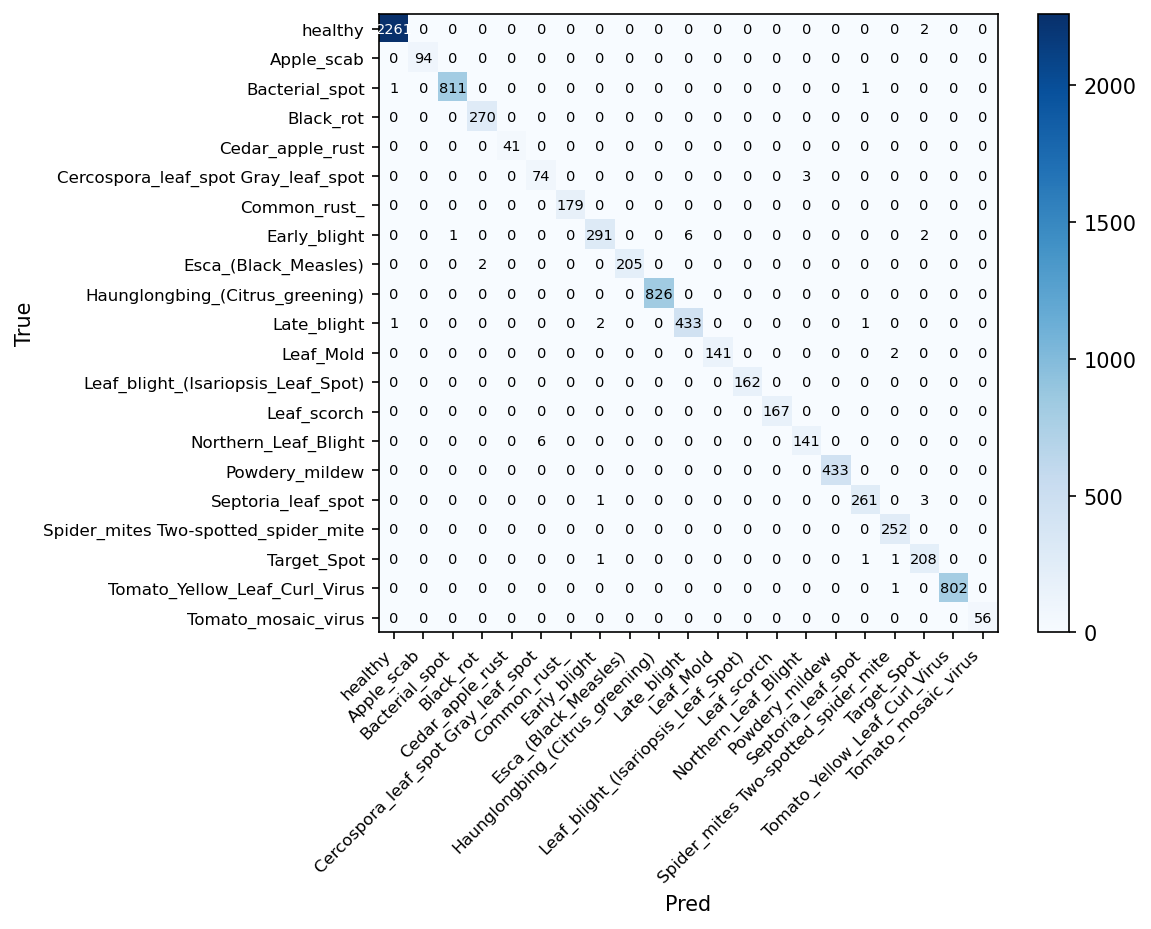 healthy 2261 0 0 0 0 0 0 0 0 0 0 0 0 0 0 0 0 0 2 0 0
Apple_scab 0 94 0 0 0 0 0 0 0 0 0 0 0 0 0 0 0 0 0 0 0
Bacterial_spot 1 0 811 0 0 0 0 0 0 0 0 0 0 0 0 0 1 0 0 0 0
Black_rot 0 0 0 270 0 0 0 0 0 0 0 0 0 0 0 0 0 0 0 0 0
Cedar_apple_rust 0 0 0 0 41 0 0 0 0 0 0 0 0 0 0 0 0 0 0 0 0
Cercospora_leaf_spot Gray_leaf_spot 0 0 0 0 0 74 0 0 0 0 0 0 0 0 3 0 0 0 0 0 0
Common_rust_ 0 0 0 0 0 0 179 0 0 0 0 0 0 0 0 0 0 0 0 0 0
Early_blight 0 0 1 0 0 0 0 291 0 0 6 0 0 0 0 0 0 0 2 0 0
Esca_(Black_Measles) 0 0 0 2 0 0 0 0 205 0 0 0 0 0 0 0 0 0 0 0 0
Haunglongbing_(Citrus_greening) 0 0 0 0 0 0 0 0 0 826 0 0 0 0 0 0 0 0 0 0 0
Late_blight 1 0 0 0 0 0 0 2 0 0 433 0 0 0 0 0 1 0 0 0 0
Leaf_Mold 0 0 0 0 0 0 0 0 0 0 0 141 0 0 0 0 0 2 0 0 0
Leaf_blight_(Isariopsis_Leaf_Spot) 0 0 0 0 0 0 0 0 0 0 0 0 162 0 0 0 0 0 0 0 0
Leaf_scorch 0 0 0 0 0 0 0 0 0 0 0 0 0 167 0 0 0 0 0 0 0
Northern_Leaf_Blight 0 0 0 0 0 6 0 0 0 0 0 0 0 0 141 0 0 0 0 0 0
Powdery_mildew 0 0 0 0 0 0 0 0 0 0 0 0 0 0 0 433 0 0 0 0 0
Septoria_leaf_spot 0 0 0 0 0 0 0 1 0 0 0 0 0 0 0 0 261 0 3 0 0
Spider_mites Two-spotted_spider_mite 0 0 0 0 0 0 0 0 0 0 0 0 0 0 0 0 0 252 0 0 0
Target_Spot 0 0 0 0 0 0 0 1 0 0 0 0 0 0 0 0 1 1 208 0 0
Tomato_Yellow_Leaf_Curl_Virus 0 0 0 0 0 0 0 0 0 0 0 0 0 0 0 0 0 1 0 802 0
Tomato_mosaic_virus 0 0 0 0 0 0 0 0 0 0 0 0 0 0 0 0 0 0 0 0 56
True
healthy
Apple_scab
Bacterial_spot
Black_rot
Cedar_apple_rust
Cercospora_leaf_spot Gray_leaf_spot
Common_rust_
Early_blight
Esca_(Black_Measles)
Haunglongbing_(Citrus_greening)
Late_blight
Leaf_Mold
Leaf_blight_(Isariopsis_Leaf_Spot)
Leaf_scorch
Northern_Leaf_Blight
Powdery_mildew
Septoria_leaf_spot
Spider_mites Two-spotted_spider_mite
Target_Spot
Tomato_Yellow_Leaf_Curl_Virus
Tomato_mosaic_virus
Pred
2000
1500
1000
500
0